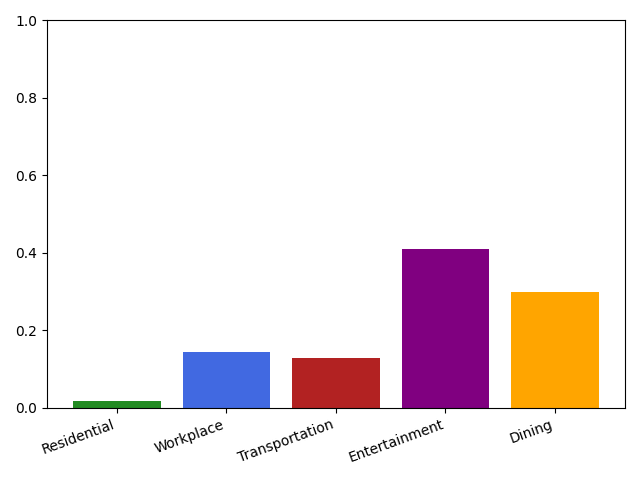 1.0
0.8
0.6
0.4
0.2
0.0
Residential
Workplace
Transportation
Entertainment
Dining